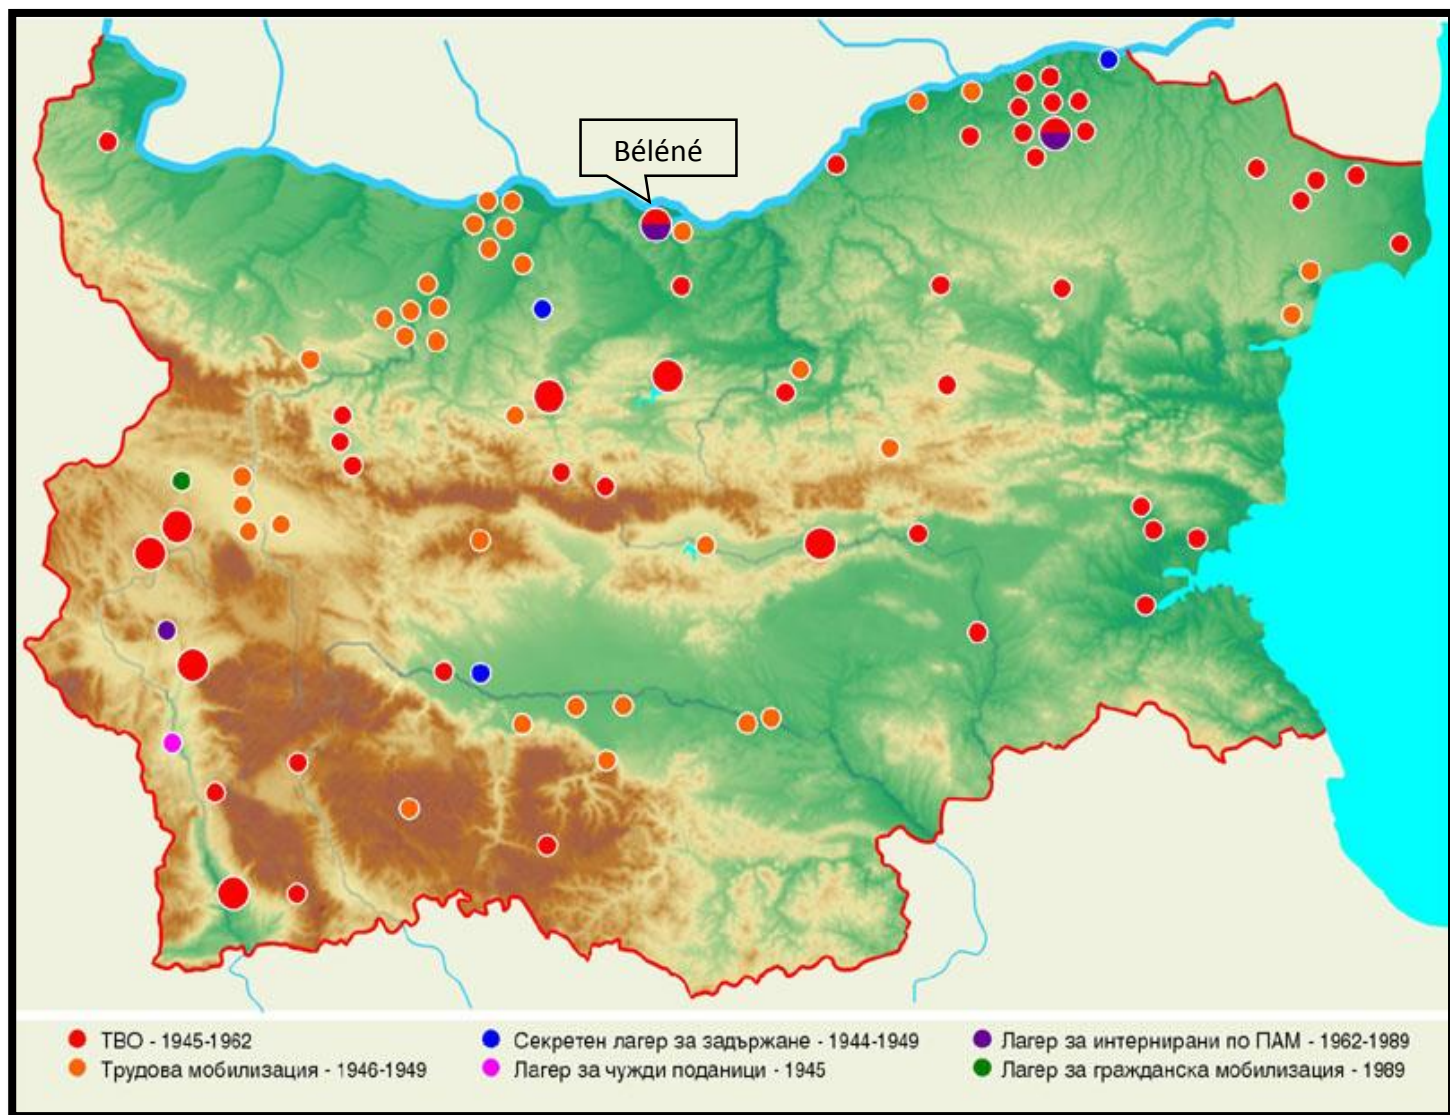 Béléné
ТВО - 1945-1962
Секретен лагер за задържане - 1944-1949
Лагер за интернирани по ПАМ - 1962-1989
Трудова мобилизация - 1946-1949
Лагер за чужди поданици - 1945
Лагер за гражданска мобилизация - 1989